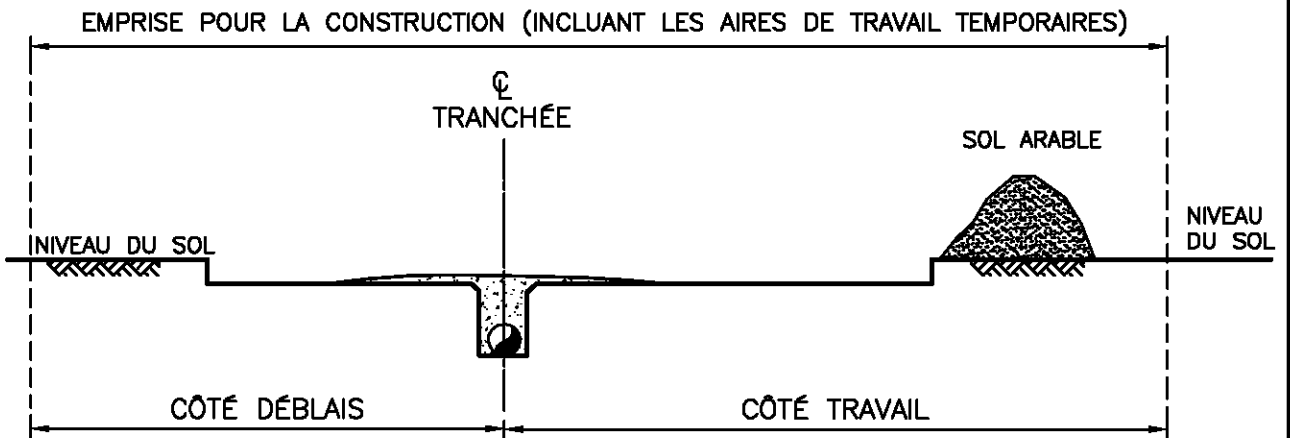 EMPRISE POUR LA CONSTRUCTION (INCLUANT LES AIRES DE TRAVAIL TEMPORAIRES)
℄
TRANCHÉE
SOL ARABLE
NIVEAU DU SOL
NIVEAU
DU SOL
CÔTÉ DÉBLAIS
CÔTÉ TRAVAIL